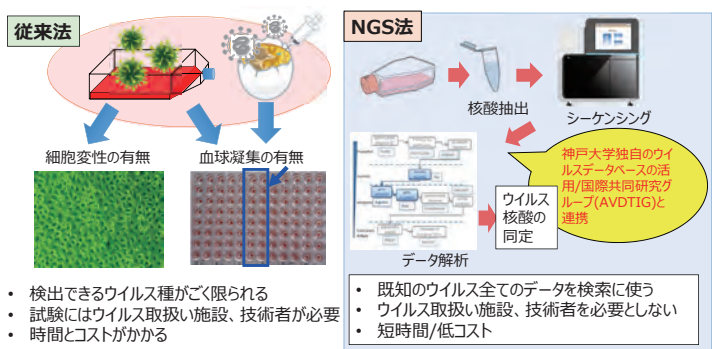 従来法
細胞変性の有無
血球凝集の有無
• 検出できるウイルス種がごく限られる
• 試験にはウイルス取扱い施設、技術者が必要
• 時間とコストがかかる
NGS法
核酸抽出
シーケンシング
神戸大学独自のウイ
ルスデータベースの活
用/国際共同研究グ
ループ(AVDTIG)と
連携
ウイルス
核酸の
同定
データ解析
• 既知のウイルス全てのデータを検索に使う
• ウイルス取扱い施設、技術者を必要としない
• 短時間/低コスト